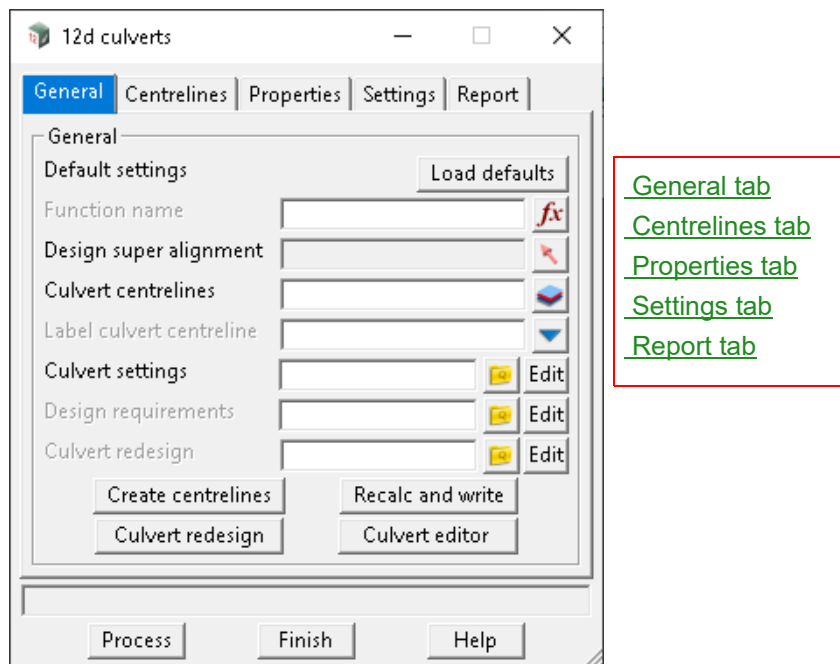 12d culverts
General Centrelines Properties Settings Report
General
Default settings Load defaults
Function name fx
Design super alignment
Culvert centrelines
Label culvert centreline
Culvert settings Edit
Design requirements Edit
Culvert redesign Edit
Create centrelines Recalc and write
Culvert redesign Culvert editor
Process Finish Help
General tab
Centrelines tab
Properties tab
Settings tab
Report tab